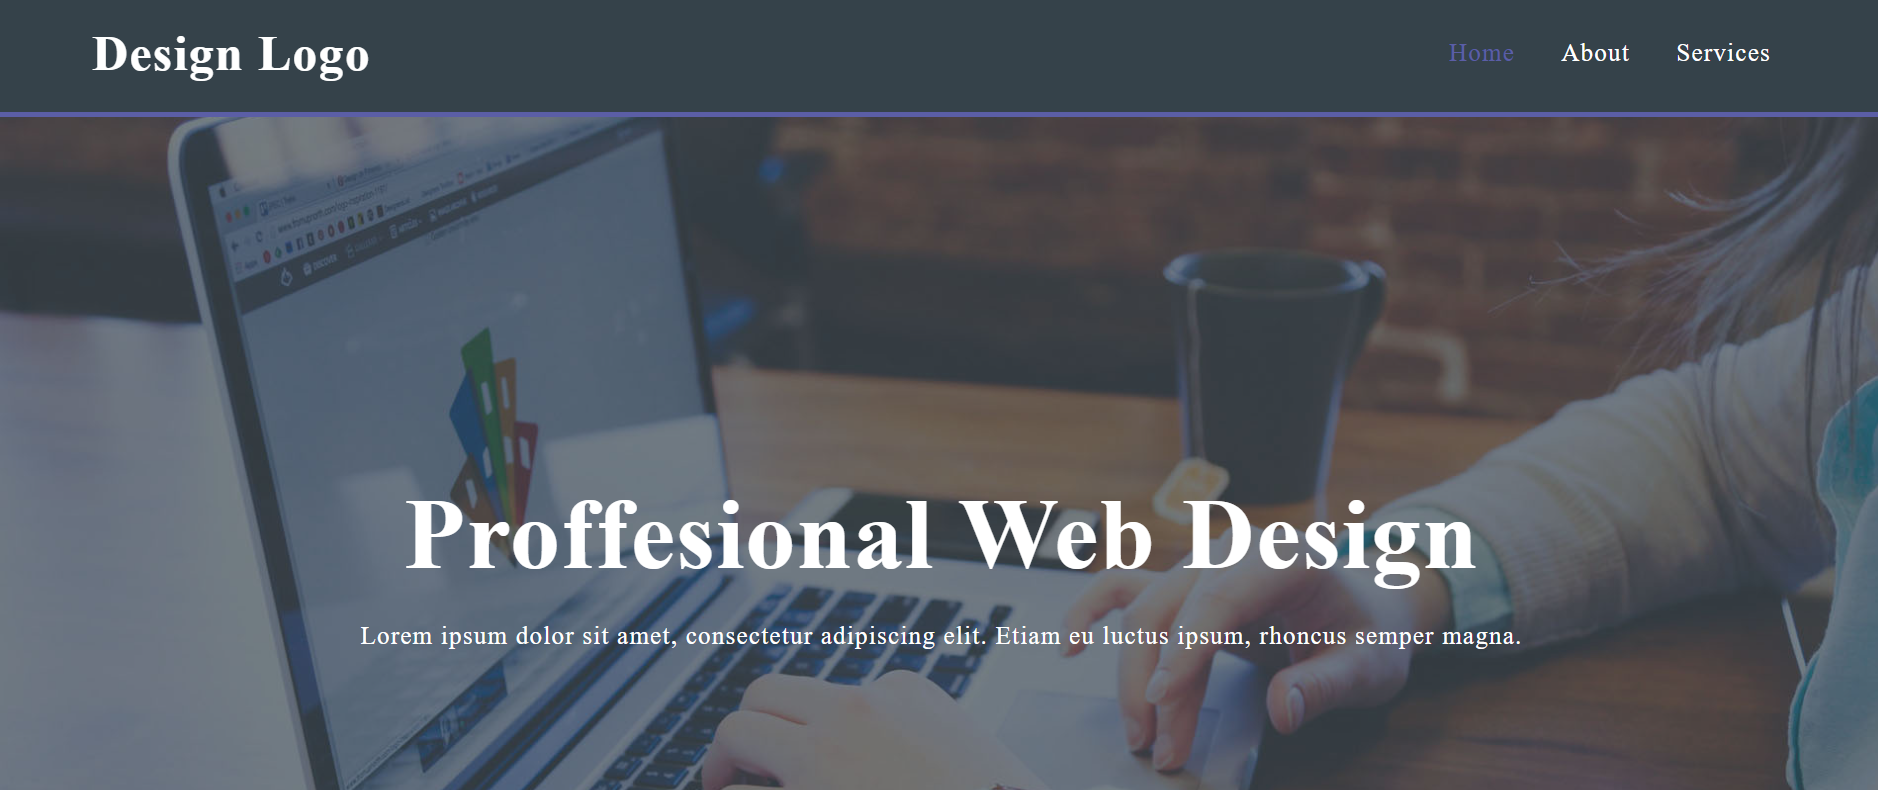 Design Logo
Home About Services
DISCOVER
Proffesional Web Design
Lorem ipsum dolor sit amet, consectetur adipiscing elit. Etiam eu luctus ipsum, rhoncus semper magna.